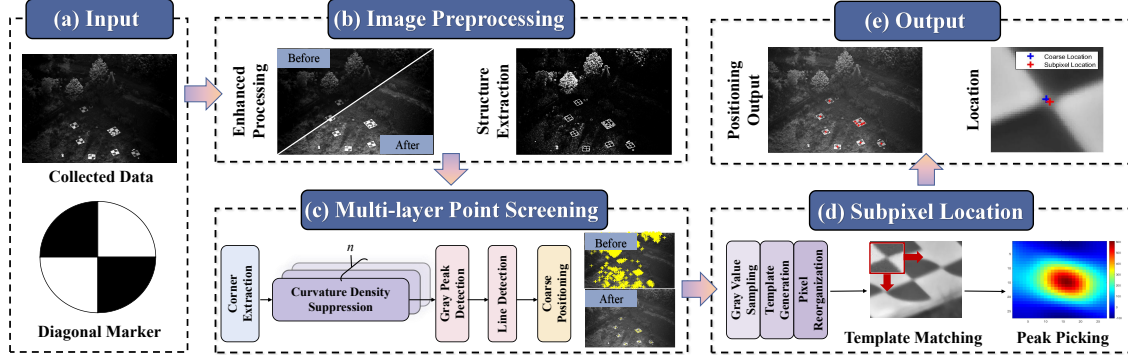 (a) Input
Collected Data
Diagonal Marker
(b) Image Preprocessing
Enhanced
Processing
Before
After
Structure
Extraction
(c) Multi-layer Point Screening
Corner
Extraction
n
Curvature Density
Suppression
Gray Peak
Detection
Line Detection
Coarse
Positioning
Before
After
(d) Subpixel Location
Gray Value
Sampling
Template
Generation
Pixel
Reorganization
Template Matching
Peak Picking
(e) Output
Positioning
Output
Location
Coarse Location
Subpixel Location